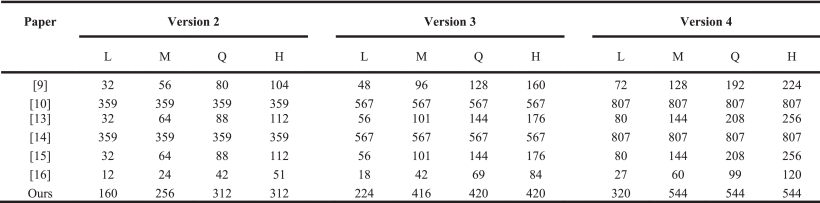 Paper Version 2 Version 3 Version 4
L M Q H L M Q H L M Q H
[9] 32 56 80 104 48 96 128 160 72 128 192 224
[10] 359 359 359 359 567 567 567 567 807 807 807 807
[13] 32 64 88 112 56 101 144 176 80 144 208 256
[14] 359 359 359 359 567 567 567 567 807 807 807 807
[15] 32 64 88 112 56 101 144 176 80 144 208 256
[16] 12 24 42 51 18 42 69 84 27 60 99 120
Ours 160 256 312 312 224 416 420 420 320 544 544 544